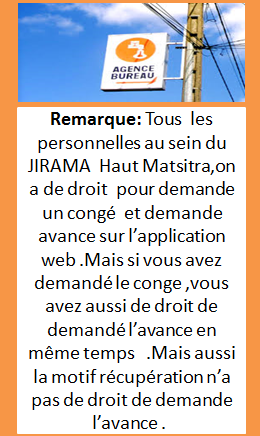 AGENCE
BUREAU
Remarque: Tous les
personnelles au sein du
JIRAMA Haut Matsitra,on
a de droit pour demande
un congé et demande
avance sur l’application
web .Mais si vous avez
demandé le conge ,vous
avez aussi de droit de
demandé l’avance en
même temps .Mais aussi
la motif récupération n’a
pas de droit de demande
l’avance .